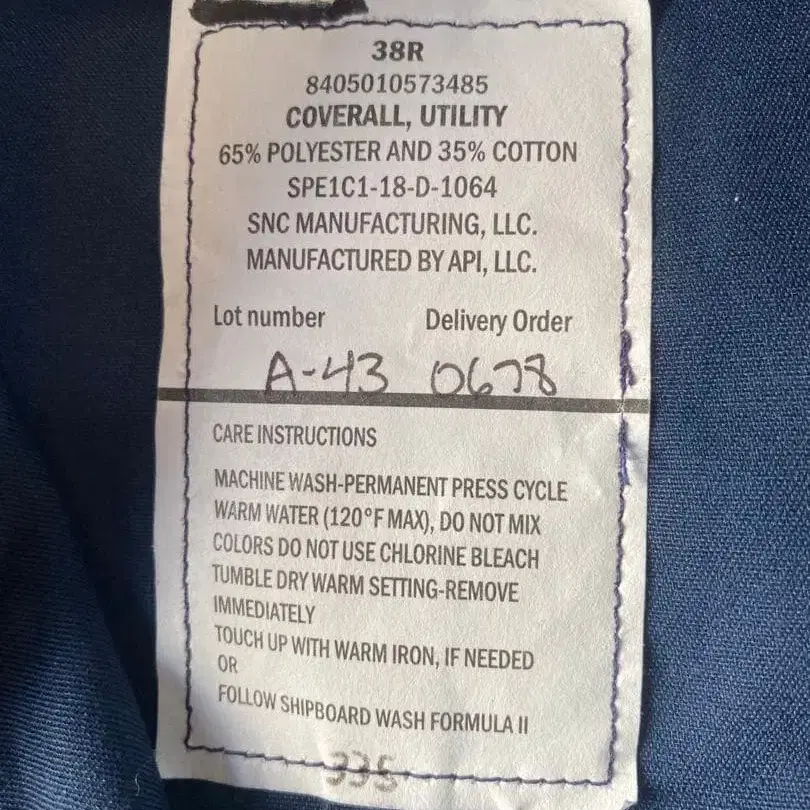 38R
8405010573485
COVERALL, UTILITY
65% POLYESTER AND 35% COTTON
SPE1C1-18-D-1064
SNC MANUFACTURING, LLC.
MANUFACTURED BY API, LLC.
Lot number Delivery Order
A-43 0678
CARE INSTRUCTIONS
MACHINE WASH-PERMANENT PRESS CYCLE
WARM WATER (120°F MAX), DO NOT MIX
COLORS DO NOT USE CHLORINE BLEACH
TUMBLE DRY WARM SETTING-REMOVE
IMMEDIATELY
TOUCH UP WITH WARM IRON, IF NEEDED
OR
FOLLOW SHIPBOARD WASH FORMULA II
335